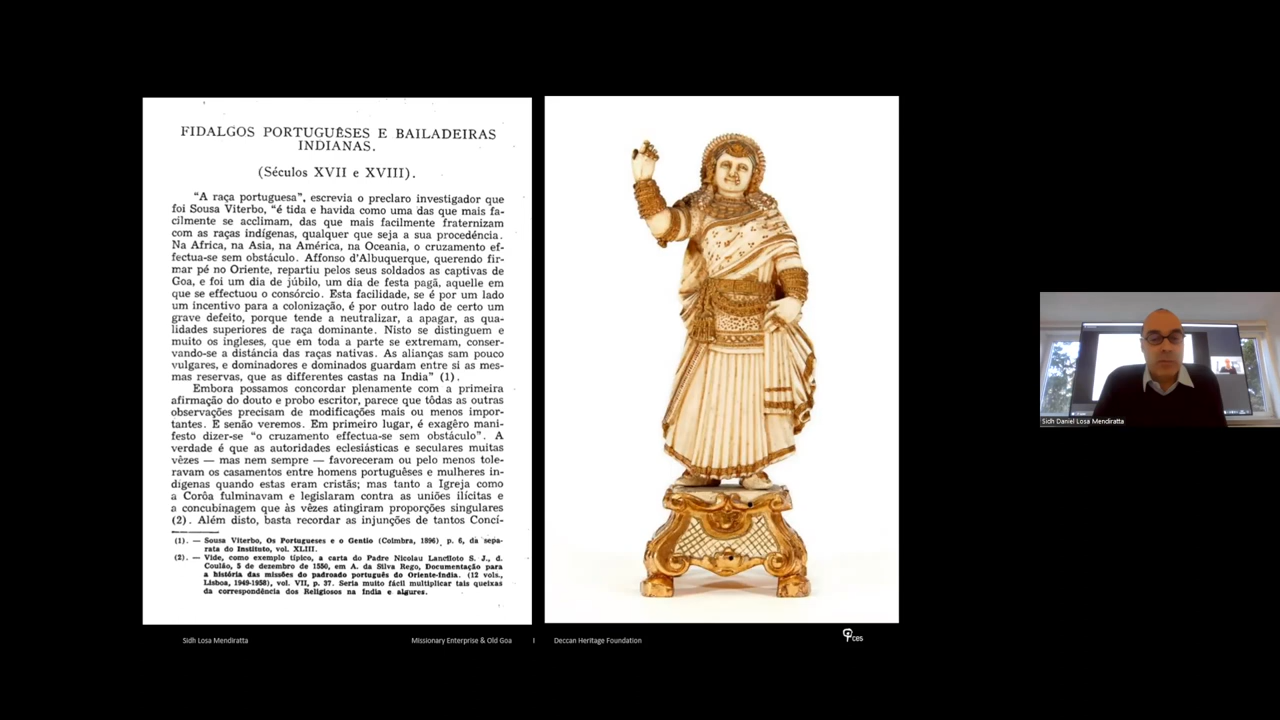 FIDALGOS PORTUGUÊSES E BAILADEIRAS
INDIANAS.
(Séculos XVII e XVIII).
"A raça portuguesa", escrevia o preclaro investigador que
foi Sousa Viterbo, "é tida e havida como uma das que mais fa-
cilmente se acclimam, das que mais facilmente fraternizam
com as raças indígenas, qualquer que seja a sua procedência.
Na Africa, na Asia, na América, na Oceania, o cruzamento ef-
fectua-se sem obstáculo. Affonso d'Albuquerque, querendo fir-
mar pé no Oriente, repartiu pelos seus soldados as captivas de
Goa, e foi um dia de júbilo, um dia de festa pagã, aquelle em
que se effectuou o consórcio. Esta facilidade, se é por um lado
um incentivo para a colonização, é por outro lado de certo um
grave defeito, porque tende a neutralizar, a apagar, as qua-
lidades superiores de raça dominante. Nisto se distinguem e
muito os ingleses, que em toda a parte se extremam, conser-
vando-se a distância das raças nativas. As alianças sam pouco
vulgares, e dominadores e dominados guardam entre si as mes-
mas reservas, que as differentes castas na India" (1).
Embora possamos concordar plenamente com a primeira
afirmação do douto e probo escritor, parece que tôdas as outras
observações precisam de modificações mais ou menos impor-
tantes. E senão veremos. Em primeiro lugar, é exagêro mani-
festo dizer-se "o cruzamento effectua-se sem obstáculo". A
verdade é que as autoridades eclesiásticas e seculares muitas
vêzes — mas nem sempre — favoreceram ou pelo menos tole-
ravam os casamentos entre homens portuguêses e mulheres in-
dígenas quando estas eram cristãs; mas tanto a Igreja como
a Corôa fulminavam e legislaram contra as uniões ilícitas e
a concubinagem que às vêzes atingiram proporções singulares
(2). Além disto, basta recordar as injunções de tantos Concí-
(1). — Sousa Viterbo, Os Portugueses e o Gentio (Coimbra, 1896) p. 6, da sepa-
rata do Instituto, vol. XLIII.
(2). — Vide, como exemplo típico, a carta do Padre Nicolau Lancilloto S. J., d.
Coulão, 5 de dezembro de 1550, em A. da Silva Rego, Documentação para
a história das missões do padroado português do Oriente-India. (12 vols.,
Lisboa, 1949-1958), vol. VII, p. 37. Seria muito fácil multiplicar tais queixas
da correspondência dos Religiosos na India e algures.
Sidh Losa Mendiratta
Missionary Enterprise & Old Goa
I
Deccan Heritage Foundation
ces
Sidh Daniel Losa Mendiratta